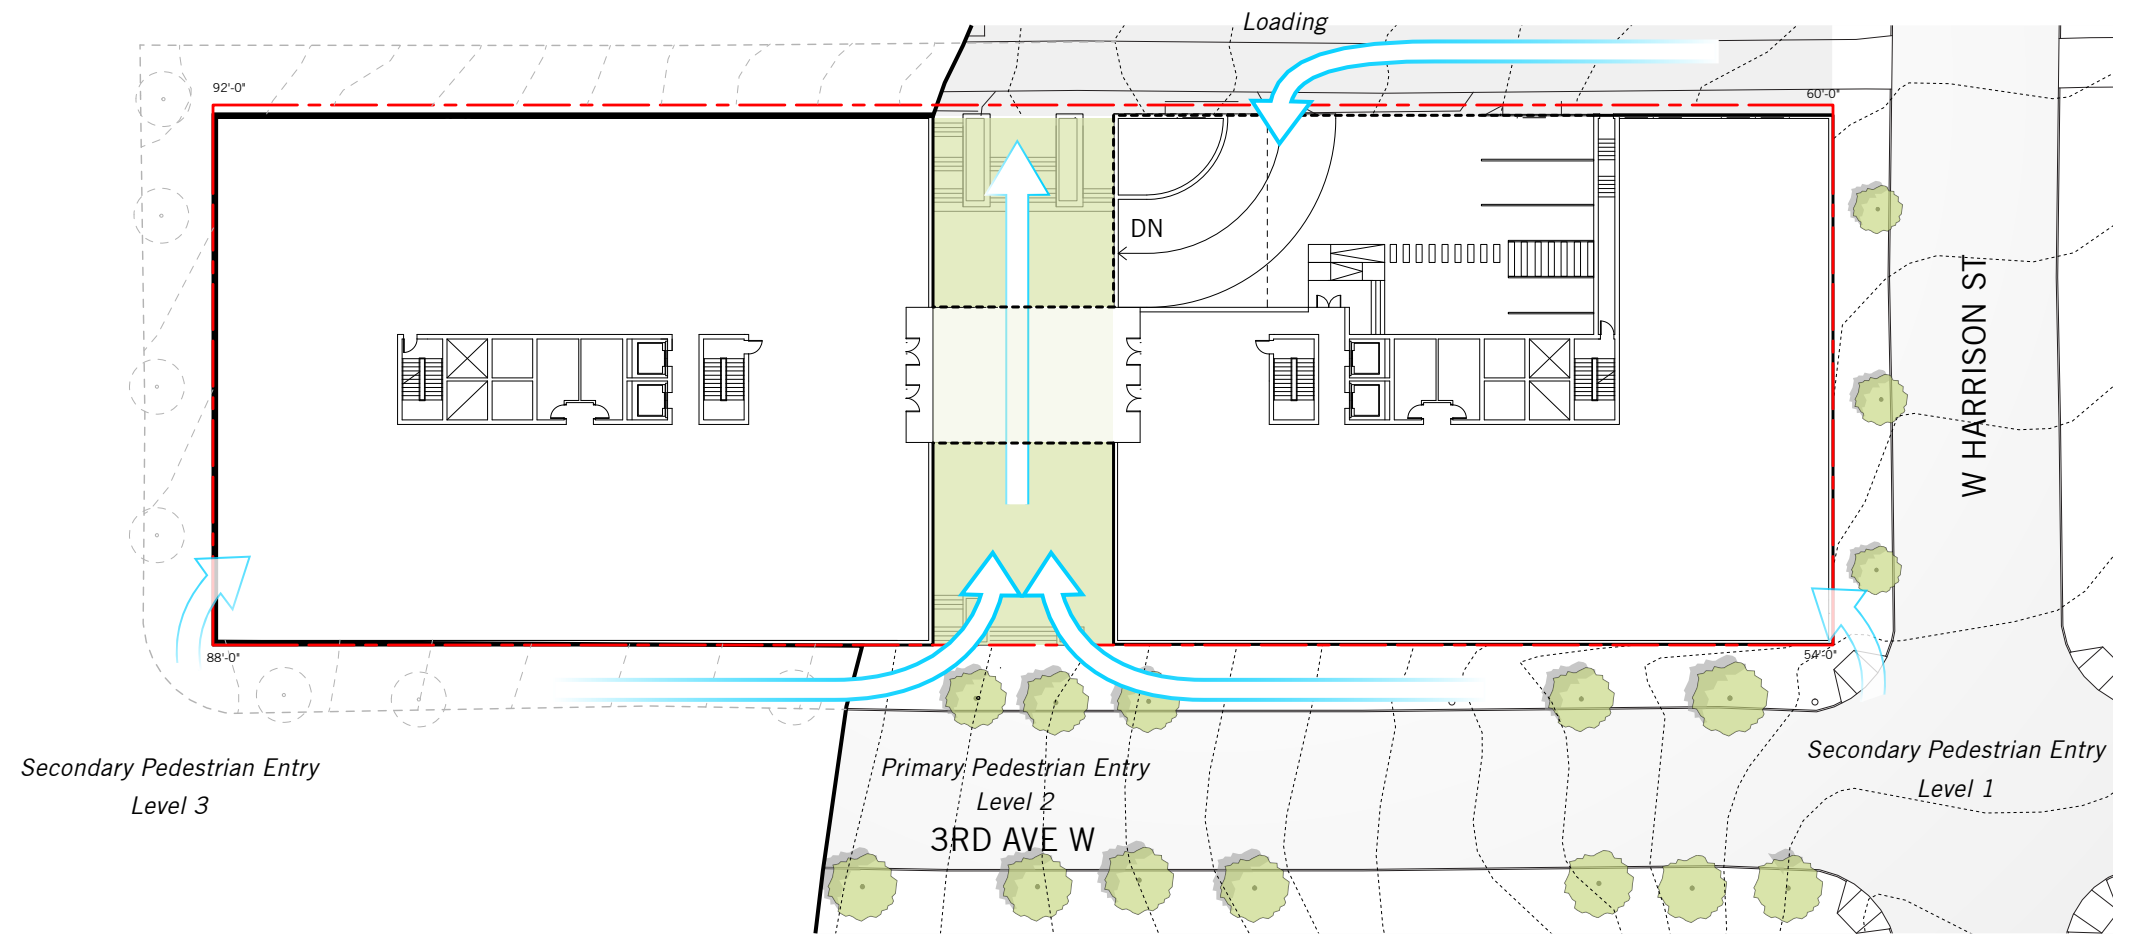 Loading
92'-0"
60'-0"
DN
W HARRISON ST
88'-0"
54'-0"
Secondary Pedestrian Entry
Level 3
Primary Pedestrian Entry
Level 2
3RD AVE W
Secondary Pedestrian Entry
Level 1